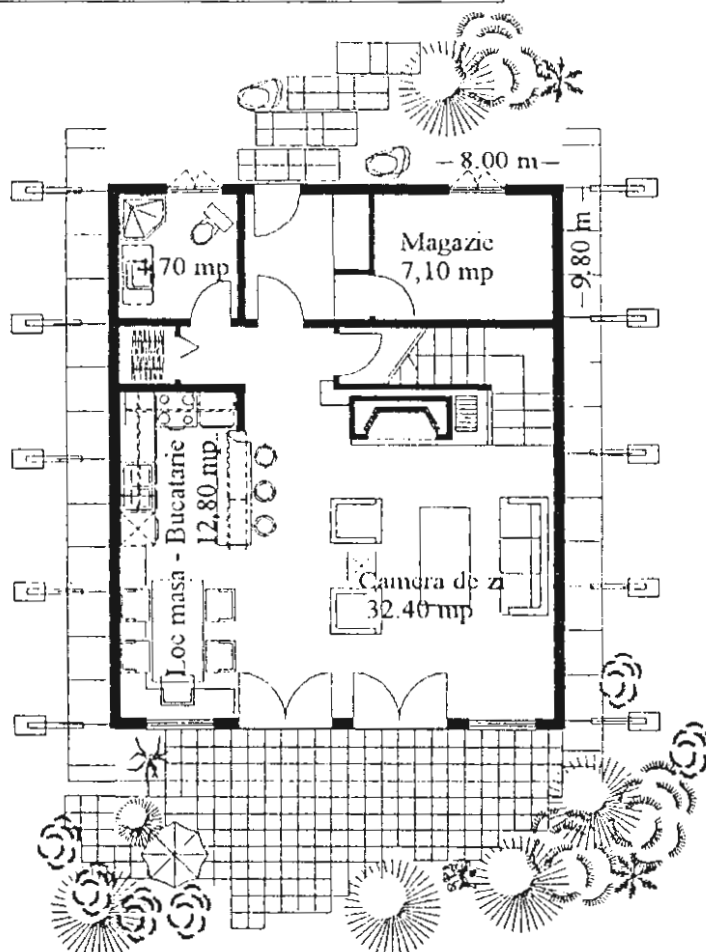 8.00 m
9.80 m
Magazie
7,10 mp
4,70 mp
Loc masa - Bucatarie
12,80 mp
Camera de zi
32.40 mp